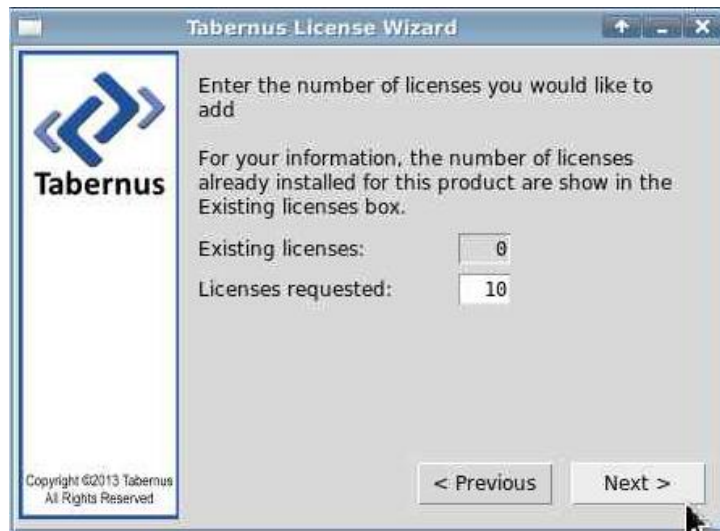 Tabernus License Wizard
Tabernus
Enter the number of licenses you would like to
add
For your information, the number of licenses
already installed for this product are show in the
Existing licenses box.
Existing licenses: 0
Licenses requested: 10
Copyright ©2013 Tabernus
All Rights Reserved
< Previous Next >